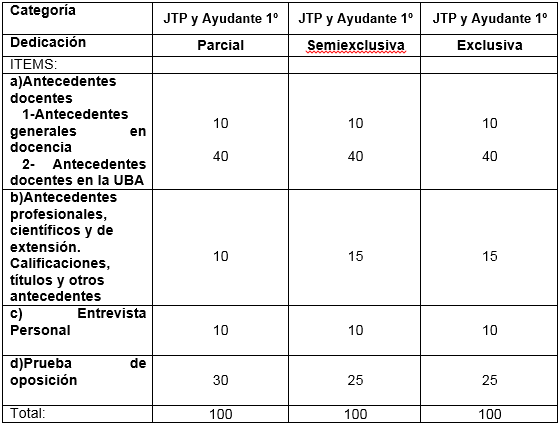 Categoría JTP y Ayudante 1º JTP y Ayudante 1º JTP y Ayudante 1º
Dedicación Parcial Semiexclusiva Exclusiva
ITEMS:
a)Antecedentes
docentes
1-Antecedentes
generales en
docencia
10 10 10
2- Antecedentes
docentes en la UBA
40 40 40
b)Antecedentes
profesionales,
científicos y de
extensión.
Calificaciones,
títulos y otros
antecedentes
10 15 15
c) Entrevista
Personal
10 10 10
d)Prueba de
oposición
30 25 25
Total: 100 100 100